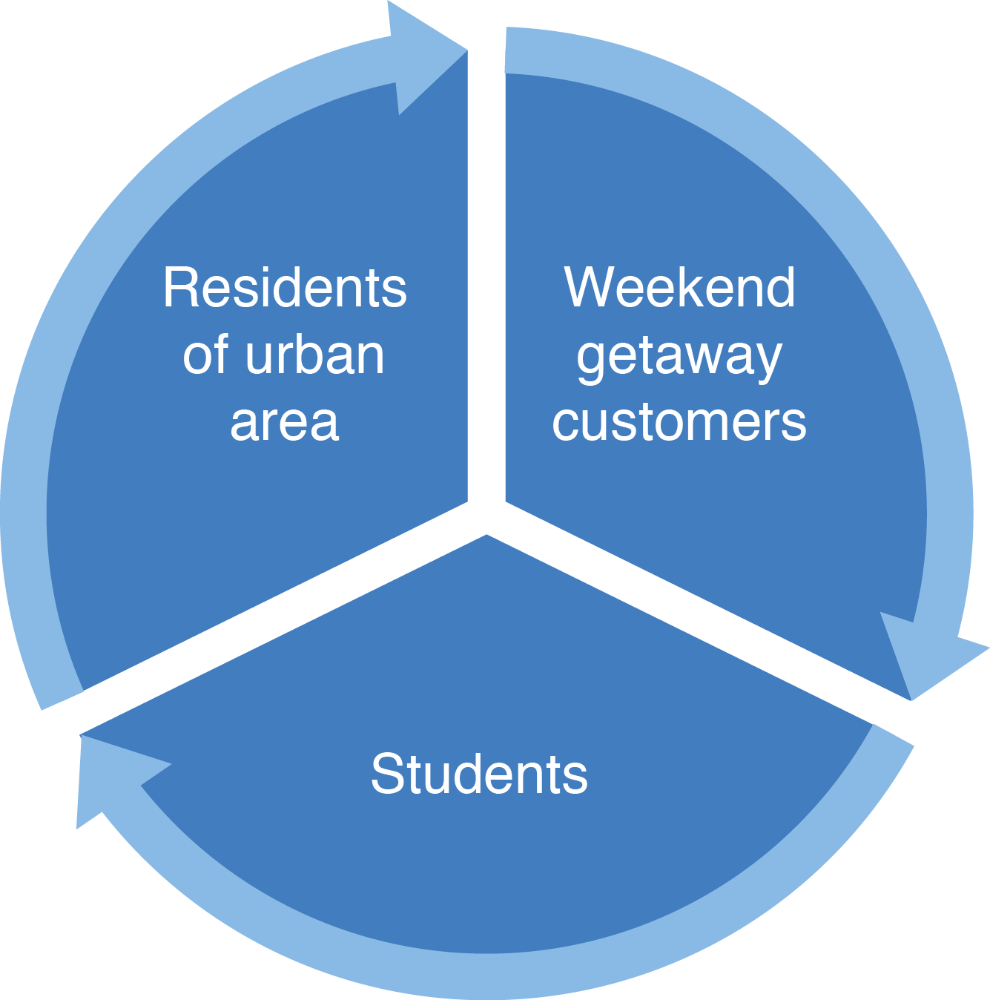 Residents
of urban
area
Weekend
getaway
customers
Students